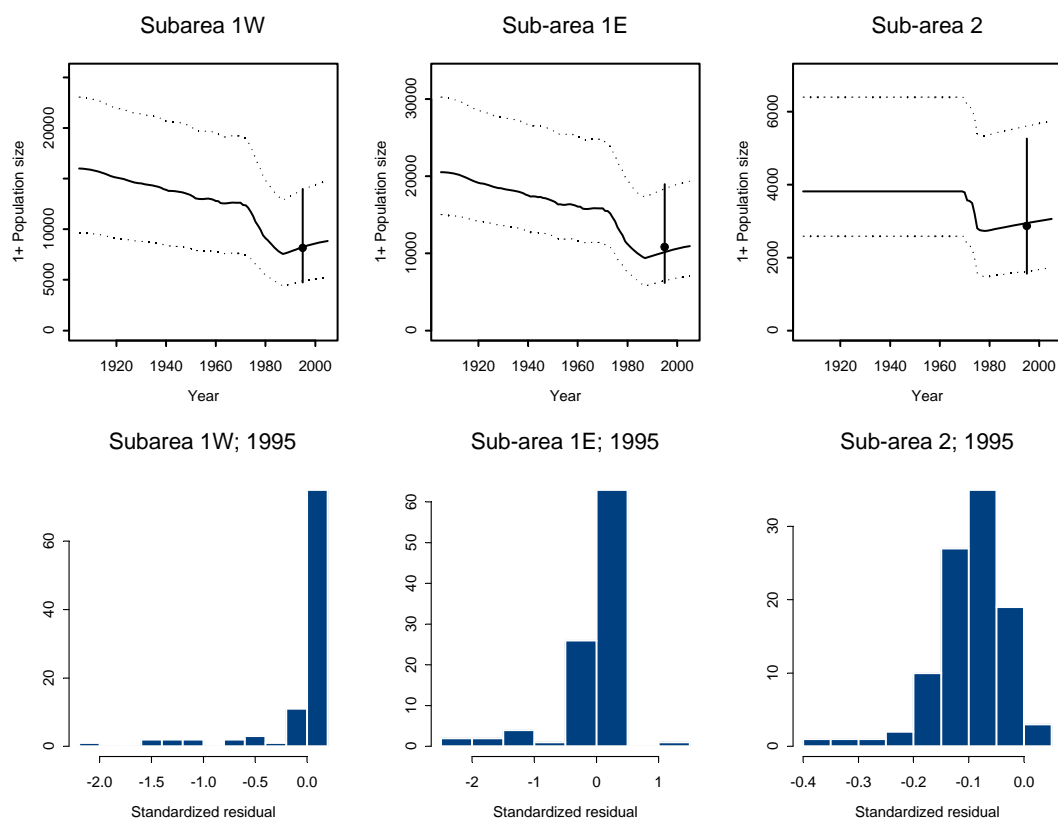 Subarea 1W
Sub-area 1E
Sub-area 2
1+ Population size
0
5000
10000
20000
1920 1940 1960 1980 2000
Year
1+ Population size
0
10000
20000
30000
1920 1940 1960 1980 2000
Year
1+ Population size
0
2000
4000
6000
1920 1940 1960 1980 2000
Year
Subarea 1W; 1995
Sub-area 1E; 1995
Sub-area 2; 1995
0
20
40
60
-2.0 -1.5 -1.0 -0.5 0.0
Standardized residual
0
10
20
30
40
50
60
-2 -1 0 1
Standardized residual
0
10
20
30
-0.4 -0.3 -0.2 -0.1 0.0
Standardized residual